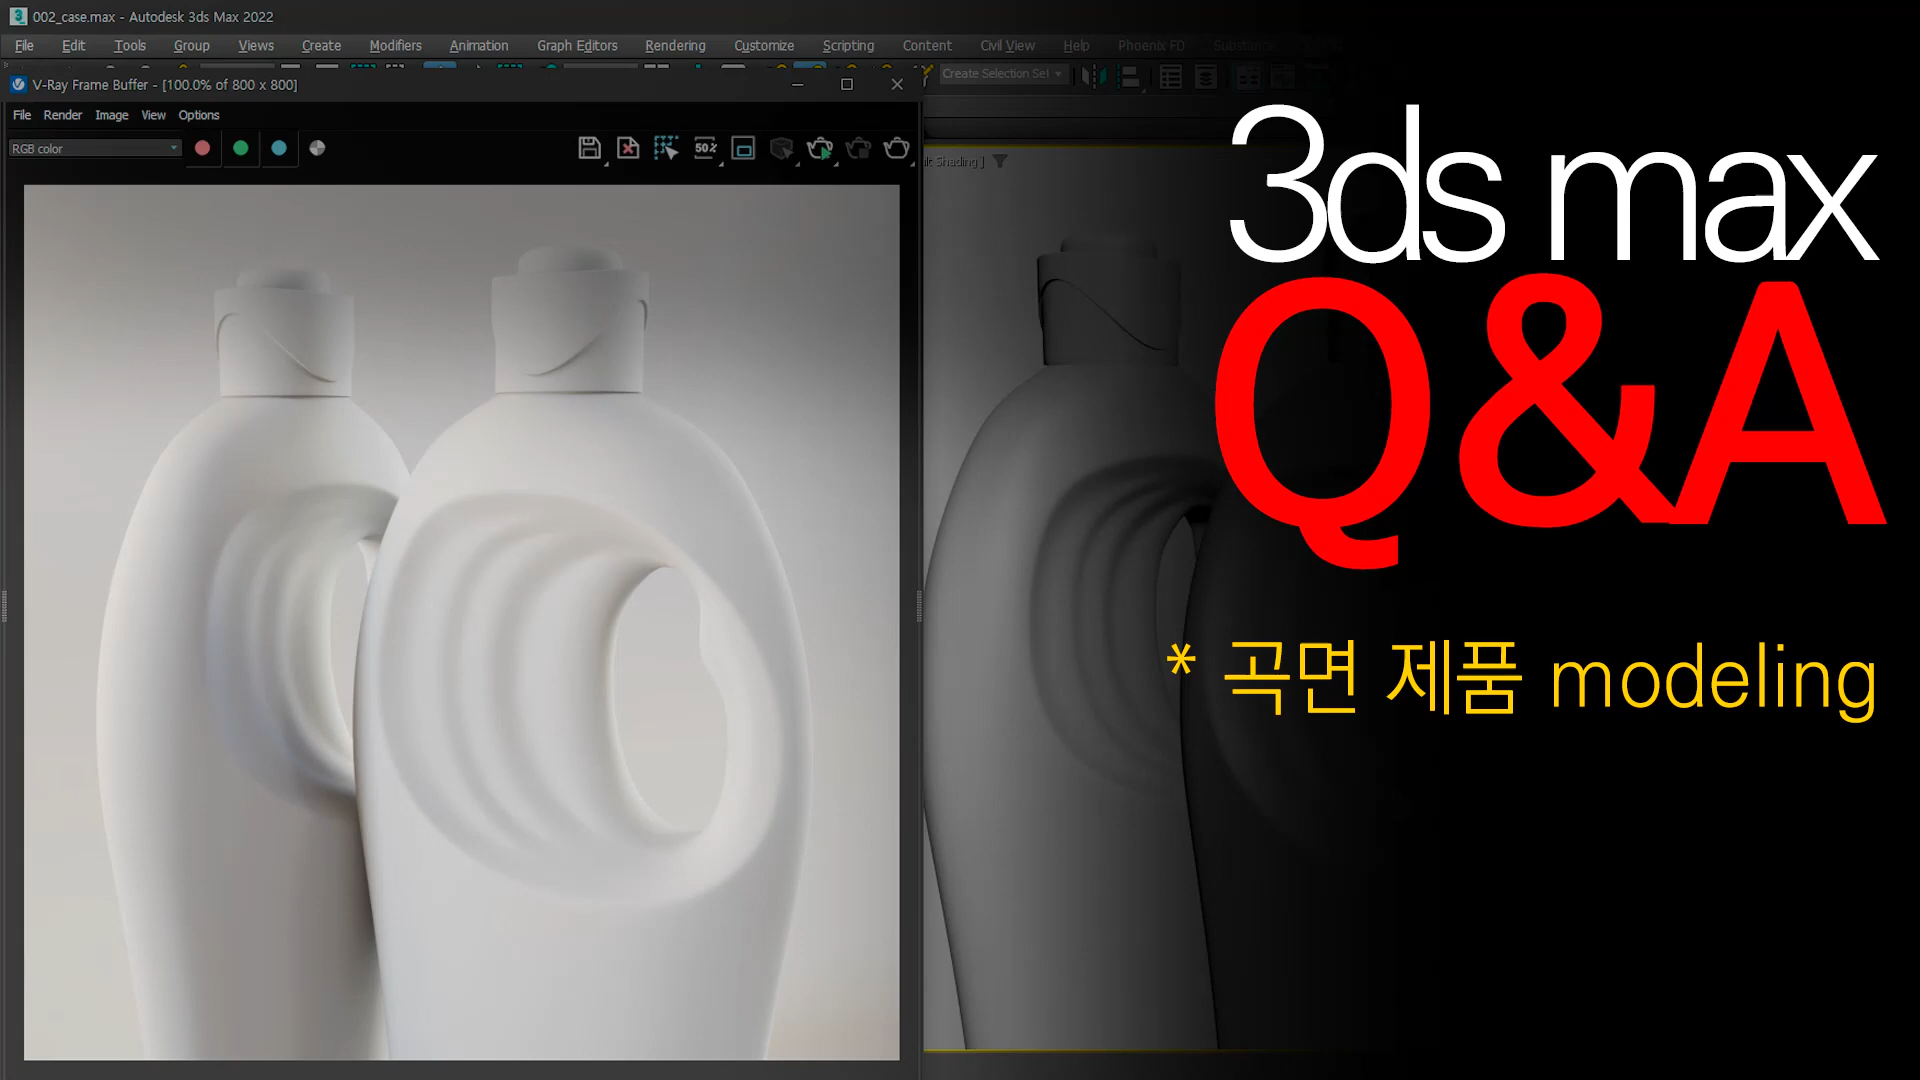 002_case.max - Autodesk 3ds Max 2022
File Edit Tools Group Views Create Modifiers Animation Graph Editors Rendering Customize Scripting Content Civil View Help Phoenix FD
Create Selection Set
V-Ray Frame Buffer - [100.0% of 800 x 800]
File Render Image View Options
RGB color
50%
Shading ]
3ds max
Q&A
* 곡면 제품 modeling